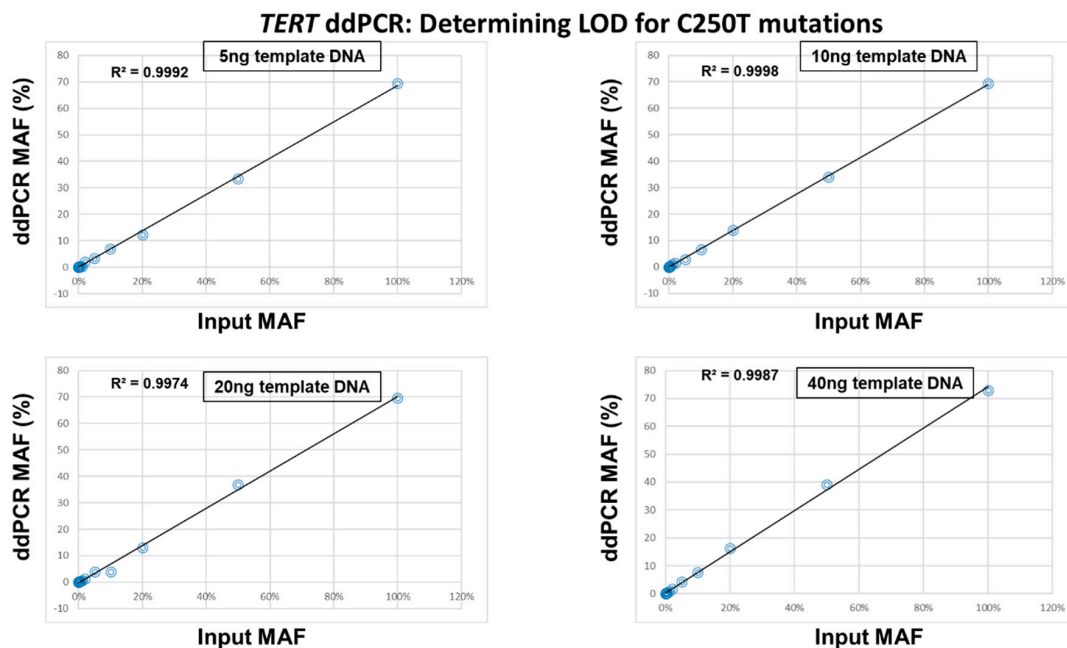 TERT ddPCR: Determining LOD for C250T mutations
5ng template DNA
R² = 0.9992
ddPCR MAF (%)
80
70
60
50
40
30
20
10
0
-10
0% 20% 40% 60% 80% 100% 120%
Input MAF
10ng template DNA
R² = 0.9998
ddPCR MAF (%)
80
70
60
50
40
30
20
10
0
-10
0% 20% 40% 60% 80% 100% 120%
Input MAF
R² = 0.9974
20ng template DNA
ddPCR MAF (%)
80
70
60
50
40
30
20
10
0
-10
0% 20% 40% 60% 80% 100% 120%
Input MAF
R² = 0.9987
40ng template DNA
ddPCR MAF (%)
80
70
60
50
40
30
20
10
0
0% 20% 40% 60% 80% 100% 120%
Input MAF